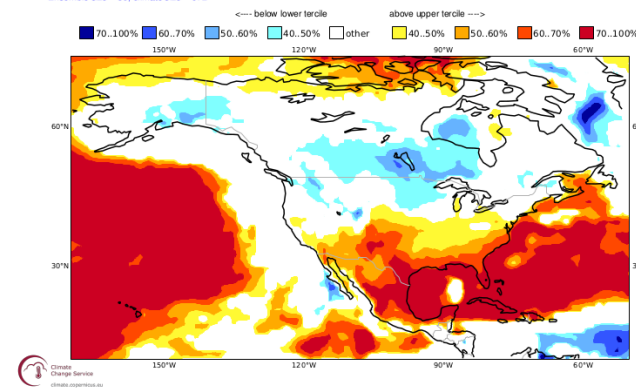 <---- below lower tercile above upper tercile ---->
70..100% 60..70% 50..60% 40..50% other 40..50% 50..60% 60..70% 70..100%
150°W 120°W 90°W 60°W
60°N
30°N 3
150°W 120°W 90°W 60°W
Climate
Change Service
climate.copernicus.eu